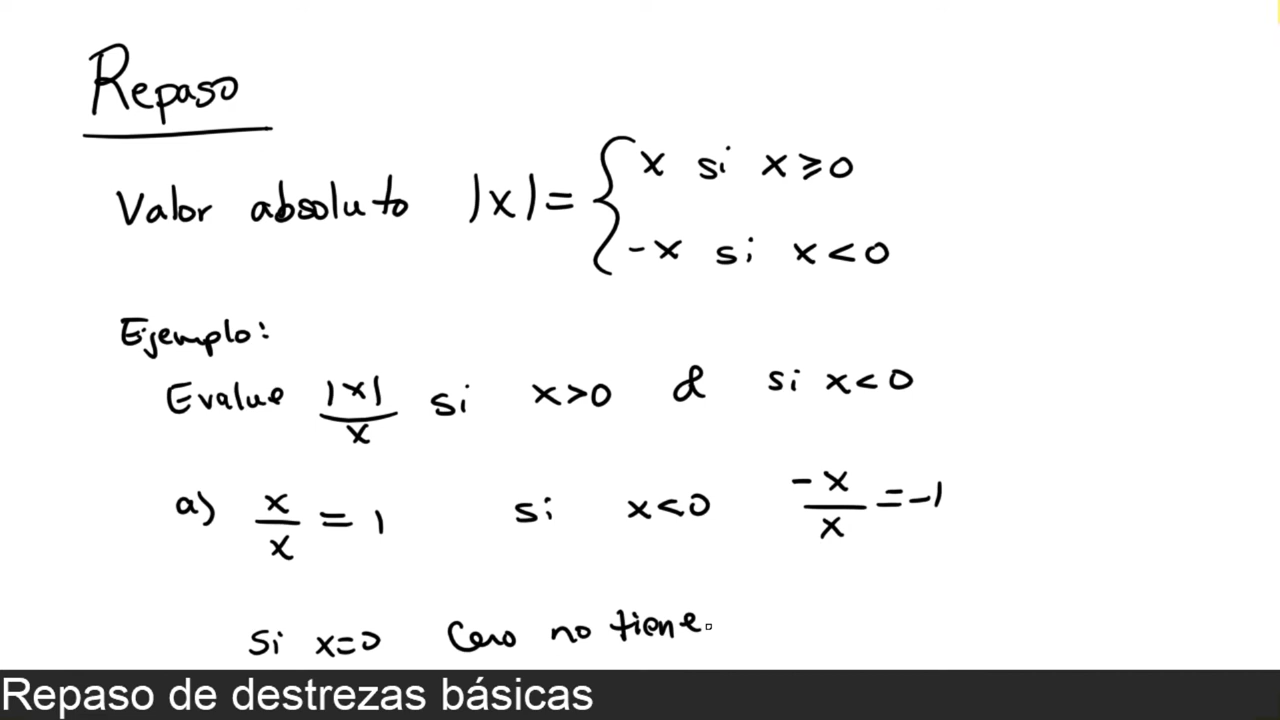 Repaso
Valor absoluto |x| = { x si x ≥ 0
-x si x < 0
Ejemplo:
Evalue |x|/x si x > 0 & si x < 0
a) x/x = 1 si x < 0 -x/x = -1
Si x = 0 Cero no tiene
Repaso de destrezas básicas